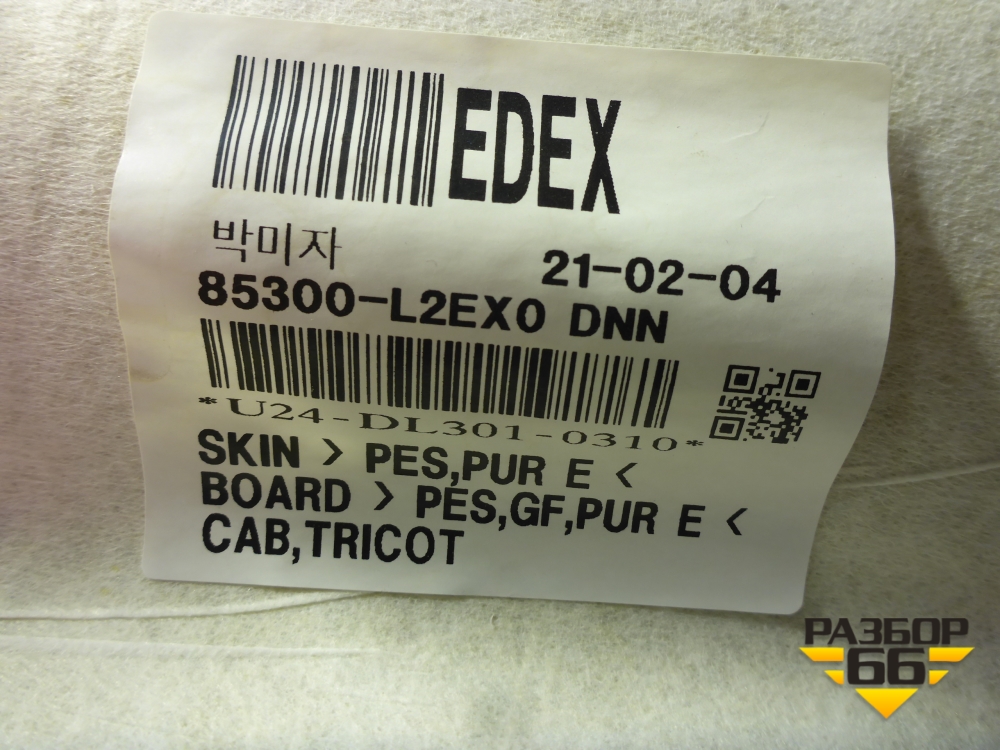 EDEX
박미자
21-02-04
85300-L2EX0 DNN
*U24-DL301-0310*
SKIN > PES,PUR E <
BOARD > PES,GF,PUR E <
CAB,TRICOT
РАЗБОР
66